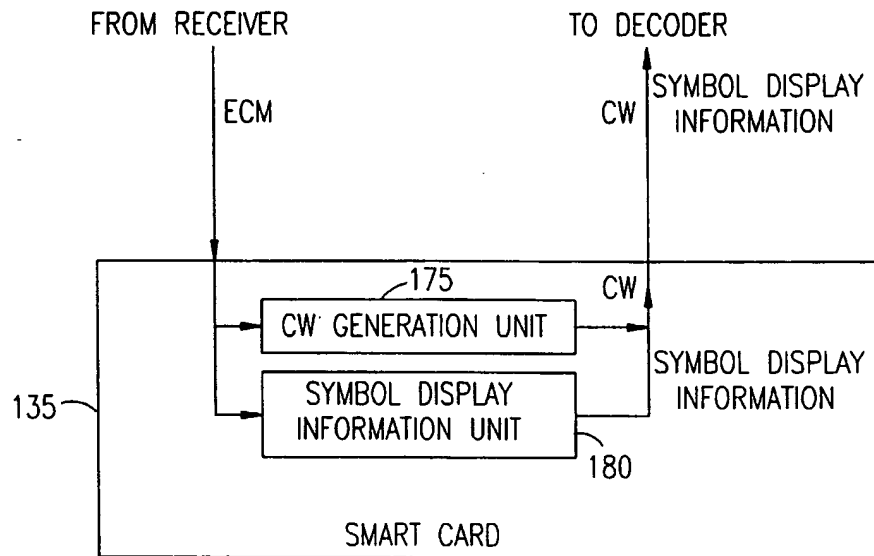 FROM RECEIVER
TO DECODER
ECM
CW
SYMBOL DISPLAY
INFORMATION
175
CW
CW GENERATION UNIT
SYMBOL DISPLAY
INFORMATION
SYMBOL DISPLAY
INFORMATION UNIT
135
180
SMART CARD